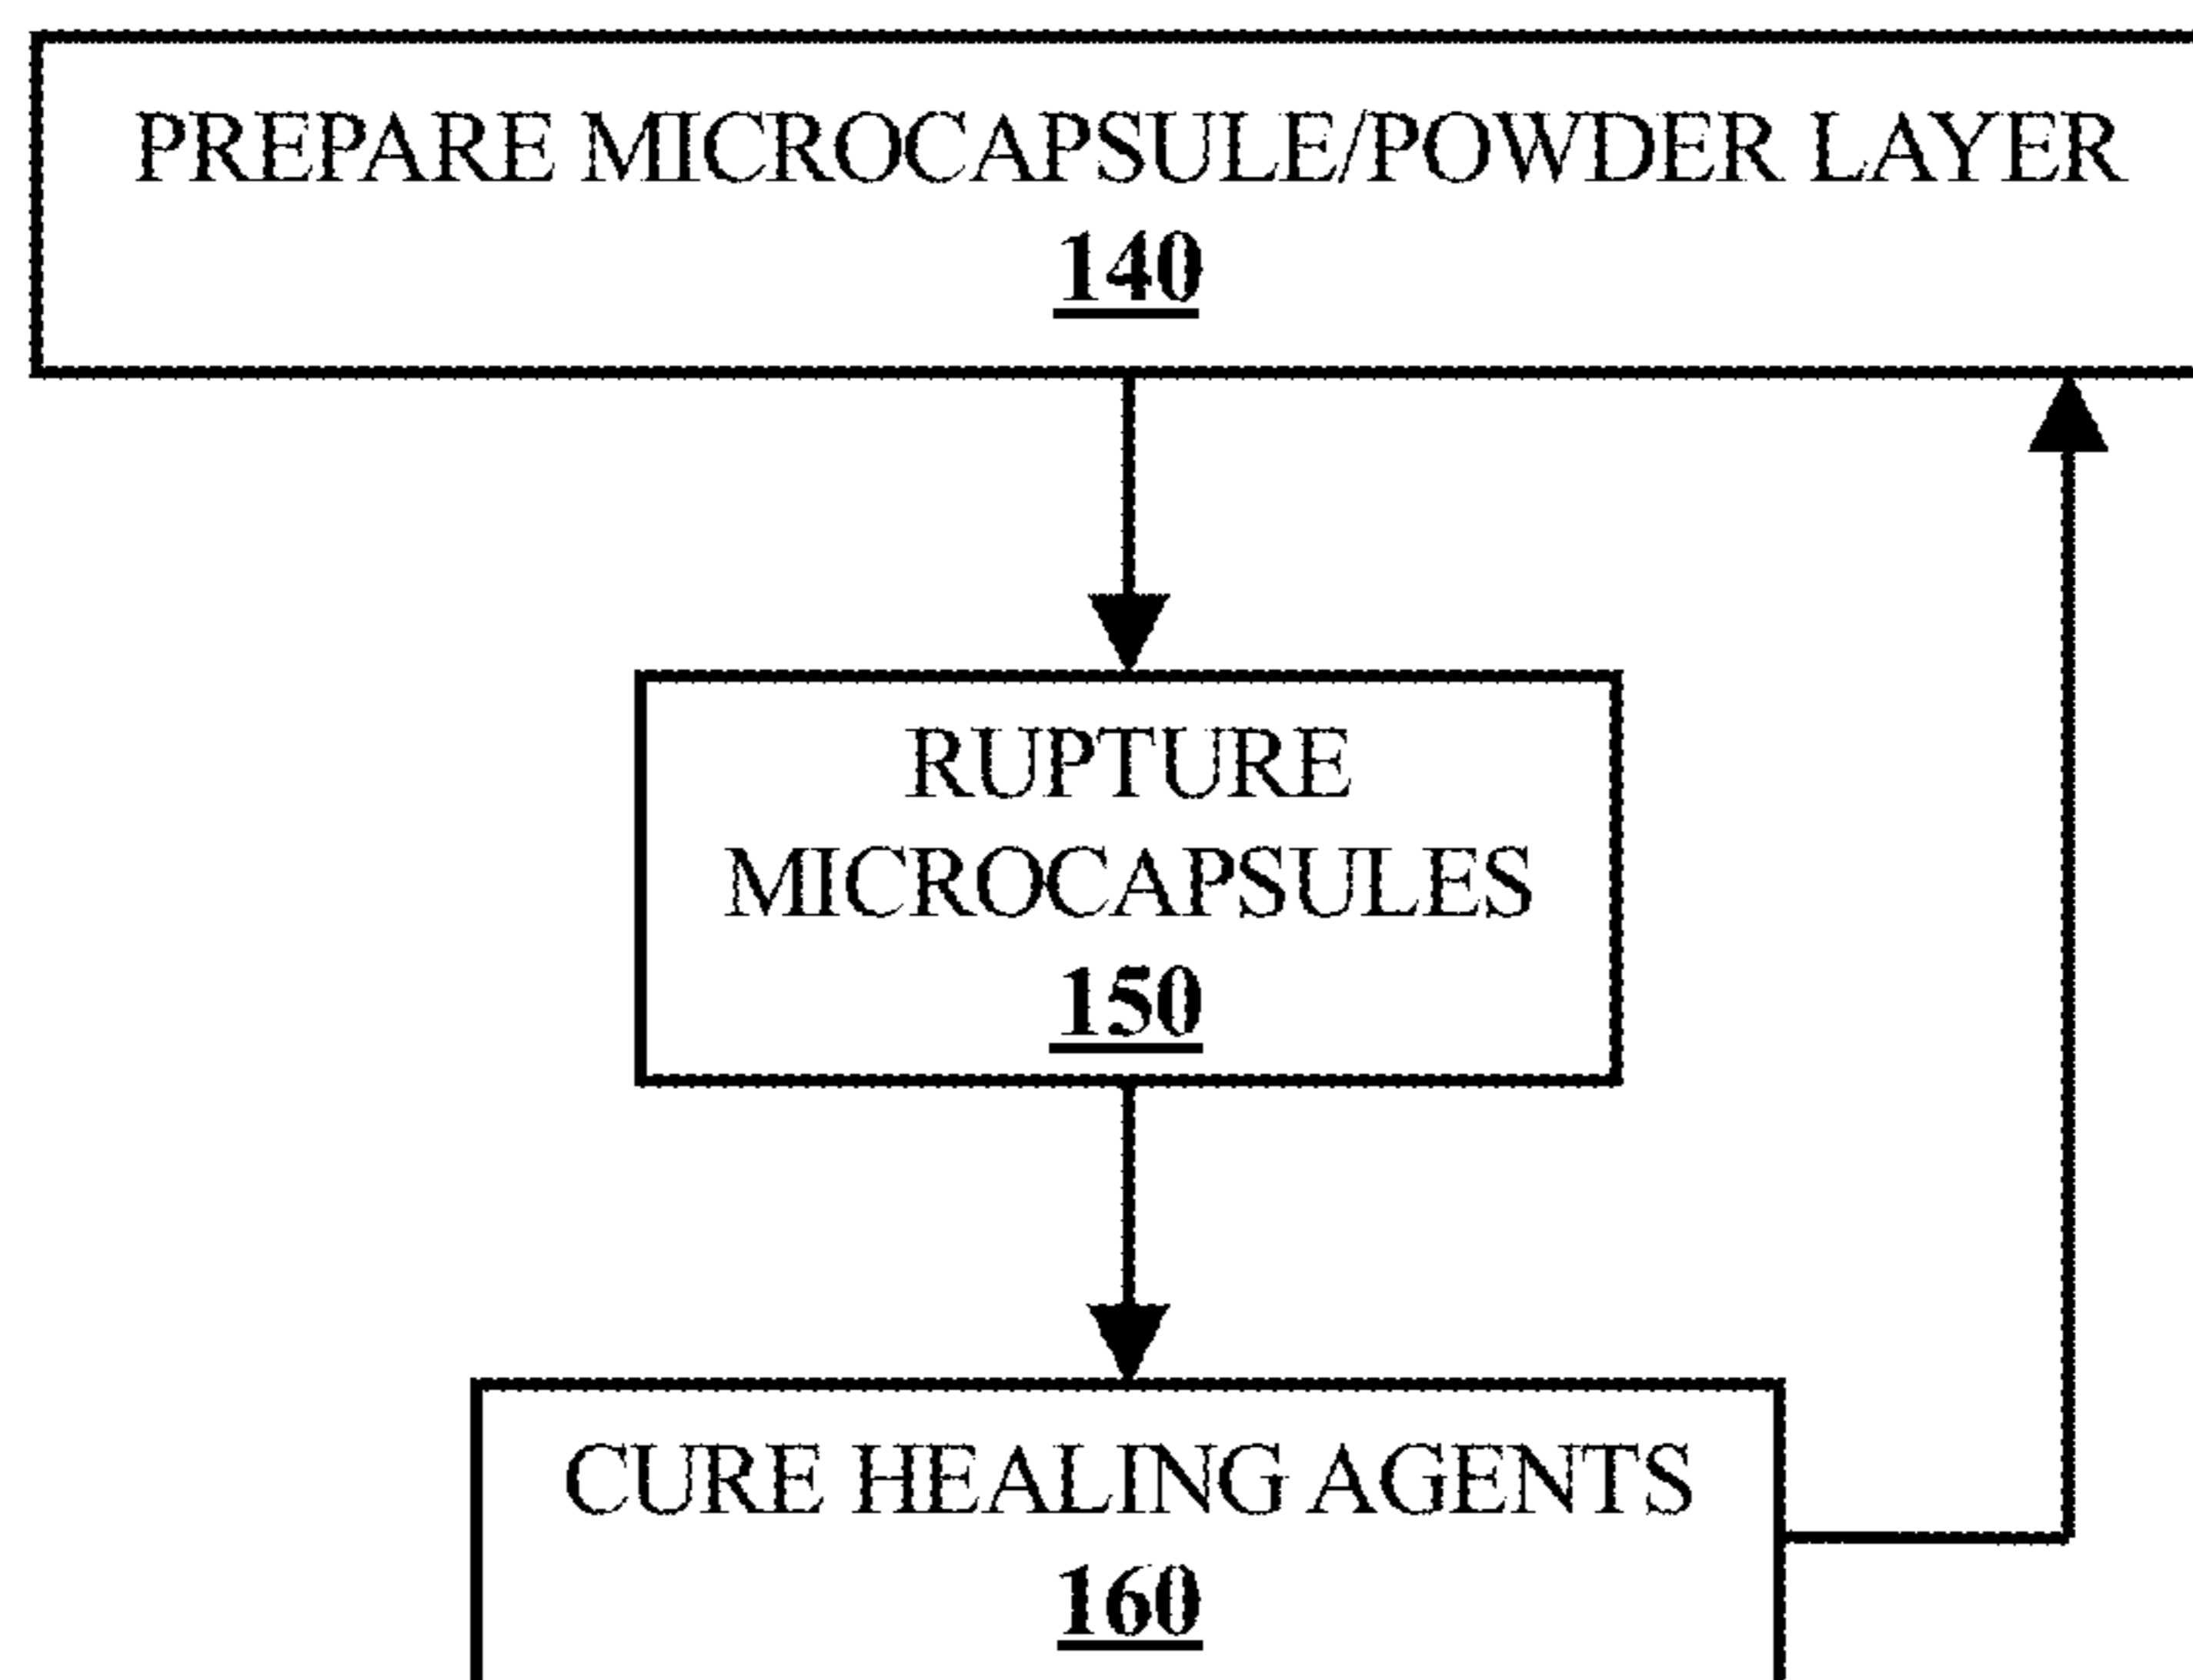 PREPARE MICROCAPSULE/POWDER LAYER
140
RUPTURE
MICROCAPSULES
150
CURE HEALING AGENTS
160